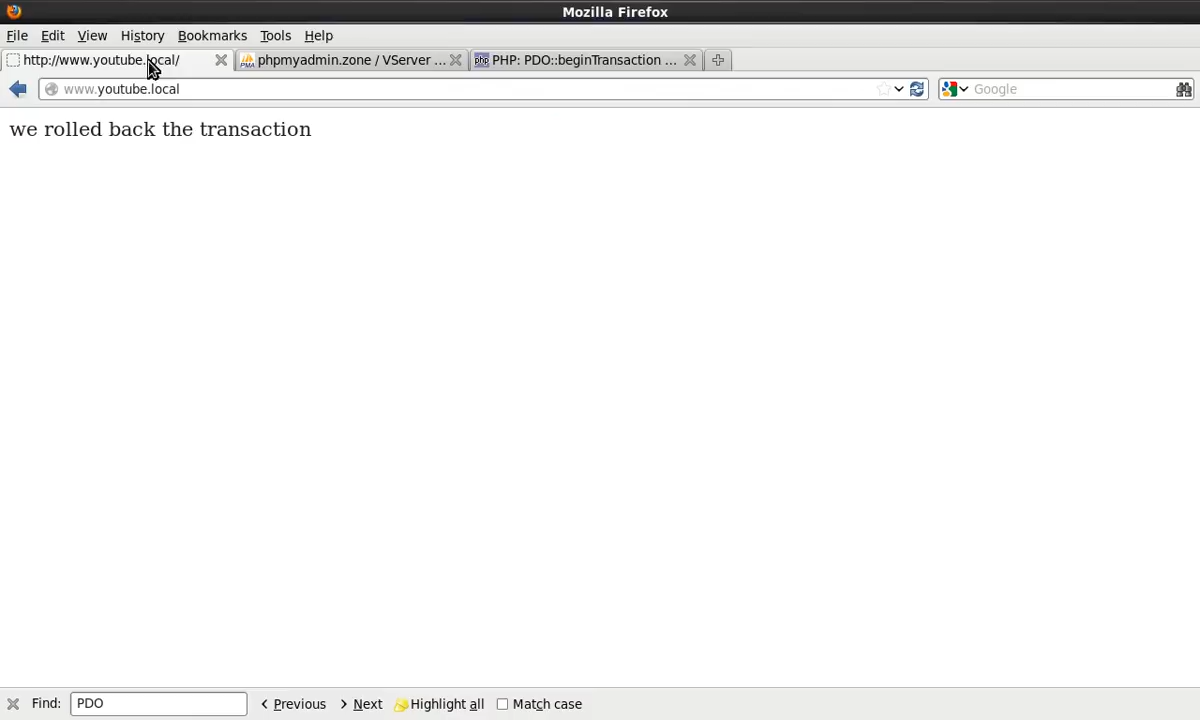 Mozilla Firefox
File Edit View History Bookmarks Tools Help
http://www.youtube.local/ phpmyadmin.zone / VServer ... PHP: PDO::beginTransaction ...
www.youtube.local Google
we rolled back the transaction
Find: PDO Previous Next Highlight all Match case